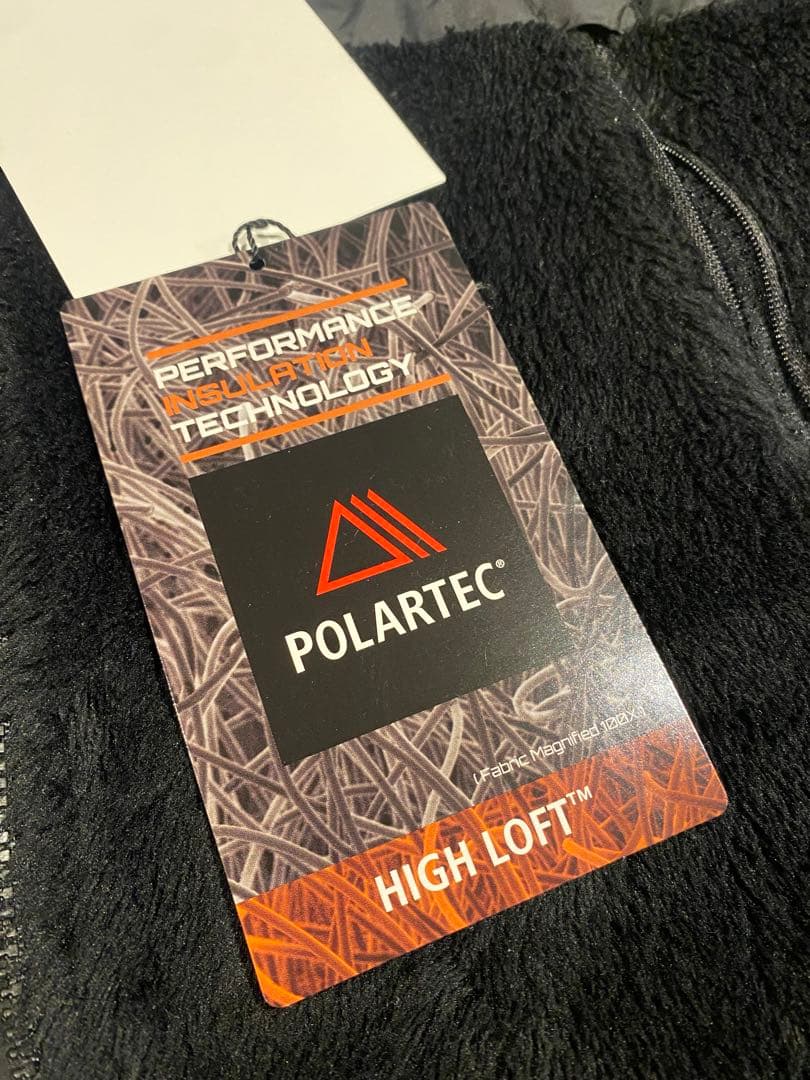 PERFORMANCE
INSULATION
TECHNOLOGY
POLARTEC®
( Fabric Magnified 100X )
HIGH LOFT™